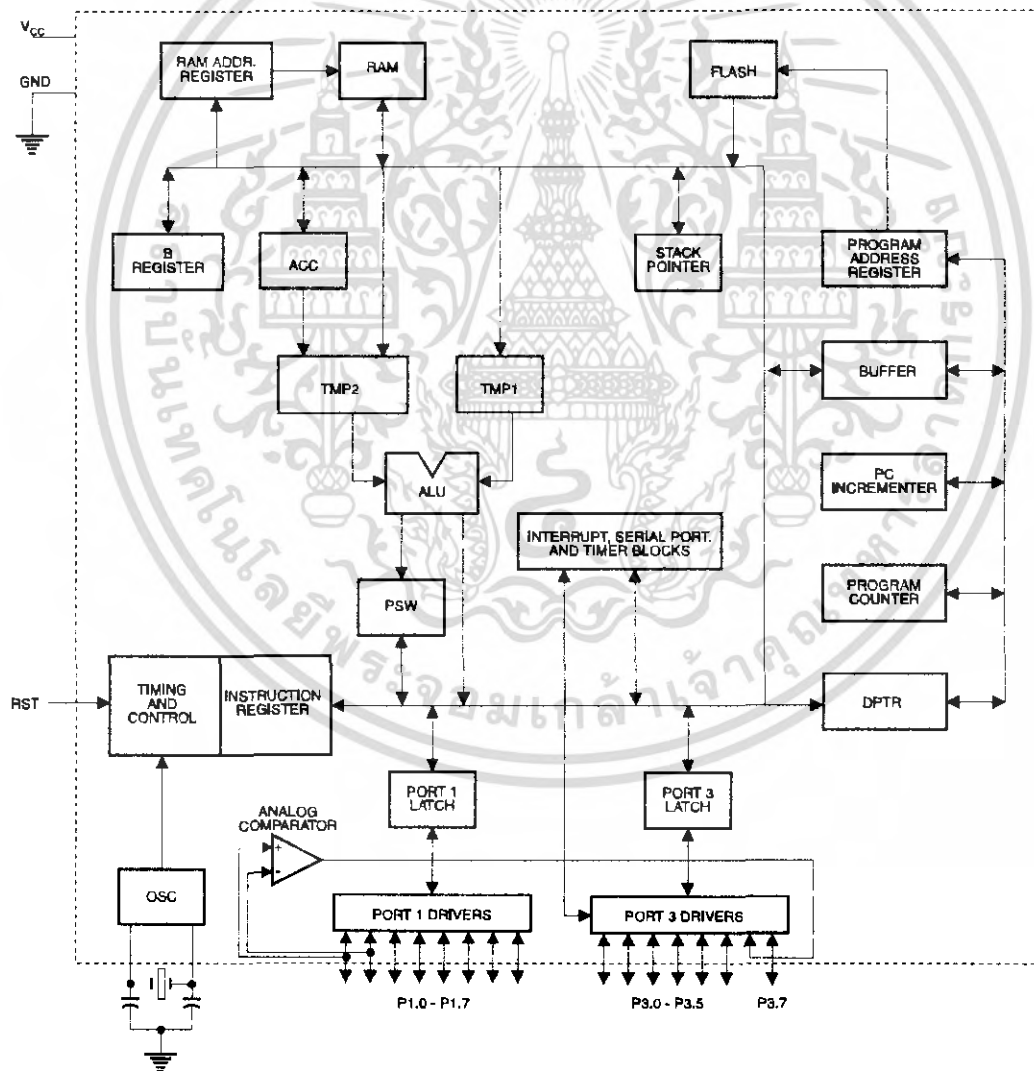 V_CC
GND
RAM ADDR.
REGISTER
RAM
FLASH
B
REGISTER
ACC
STACK
POINTER
PROGRAM
ADDRESS
REGISTER
TMP2
TMP1
BUFFER
ALU
PC
INCREMENTER
INTERRUPT, SERIAL PORT,
AND TIMER BLOCKS
PSW
PROGRAM
COUNTER
RST
TIMING
AND
CONTROL
INSTRUCTION
REGISTER
DPTR
PORT 1
LATCH
PORT 3
LATCH
ANALOG
COMPARATOR
+
-
OSC
PORT 1 DRIVERS
PORT 3 DRIVERS
P1.0 - P1.7
P3.0 - P3.5
P3.7